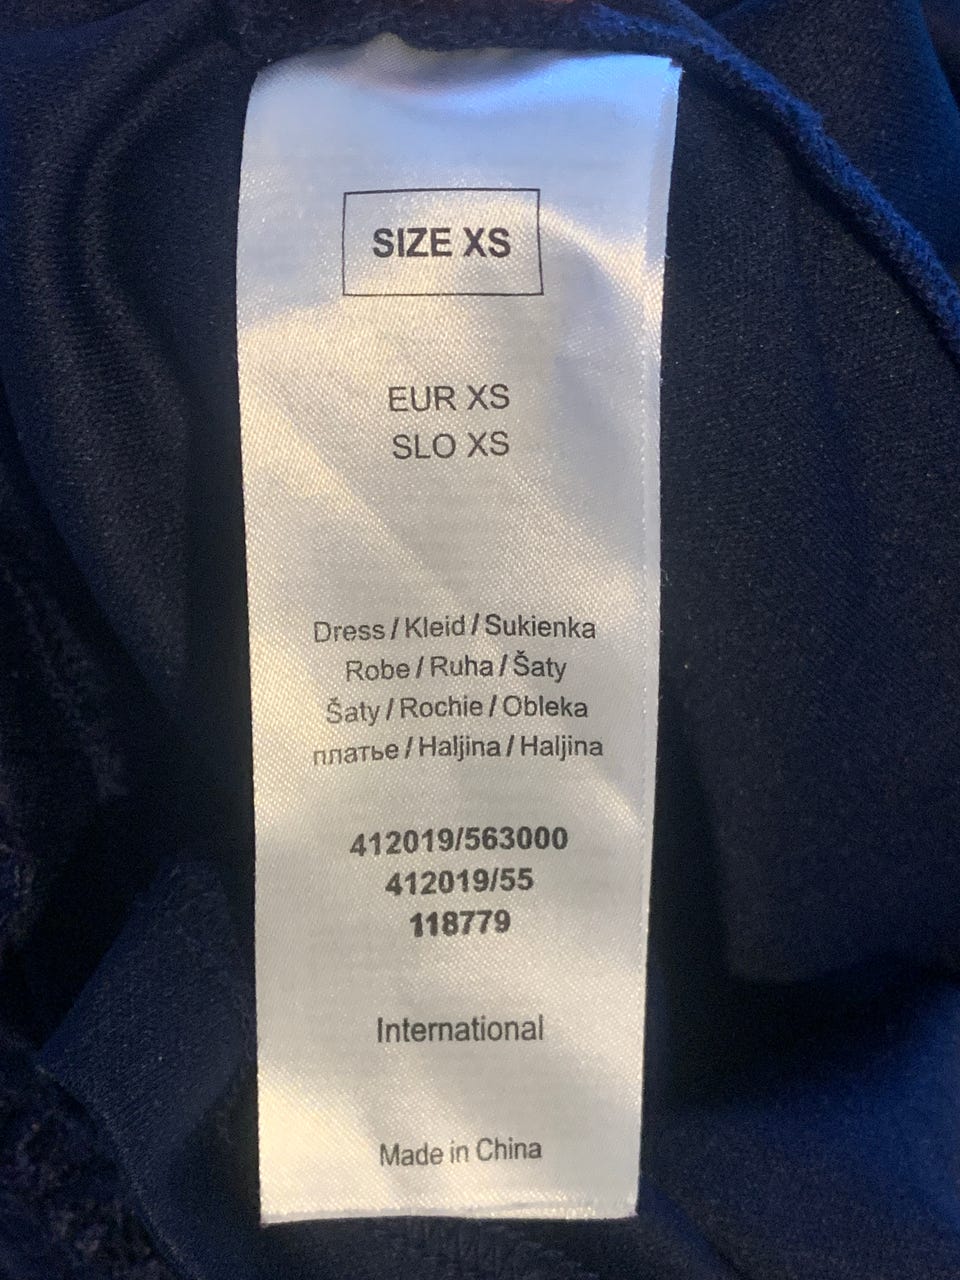 SIZE XS
EUR XS
SLO XS
Dress / Kleid / Sukienka
Robe / Ruha / Šaty
Šaty / Rochie / Obleka
платье / Haljina / Haljina
412019/563000
412019/55
118779
International
Made in China